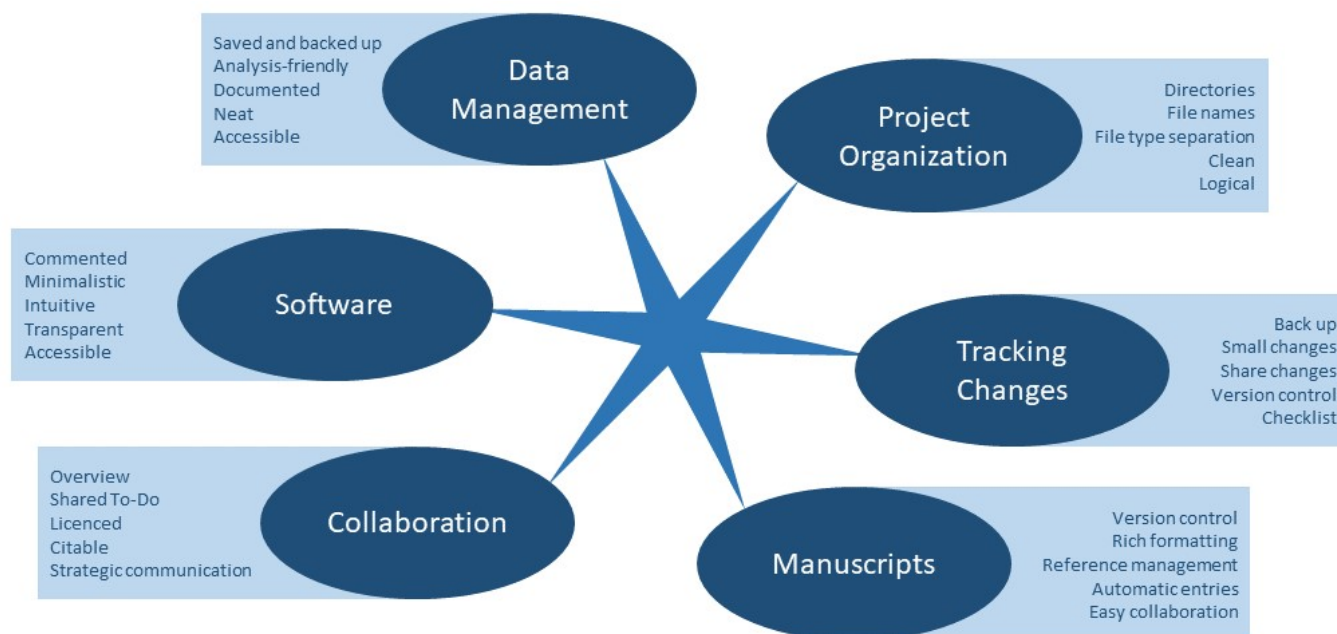 Saved and backed up
Analysis-friendly
Documented
Neat
Accessible
Data
Management
Project
Organization
Directories
File names
File type separation
Clean
Logical
Commented
Minimalistic
Intuitive
Transparent
Accessible
Software
Tracking
Changes
Back up
Small changes
Share changes
Version control
Checklist
Overview
Shared To-Do
Licenced
Citable
Strategic communication
Collaboration
Manuscripts
Version control
Rich formatting
Reference management
Automatic entries
Easy collaboration